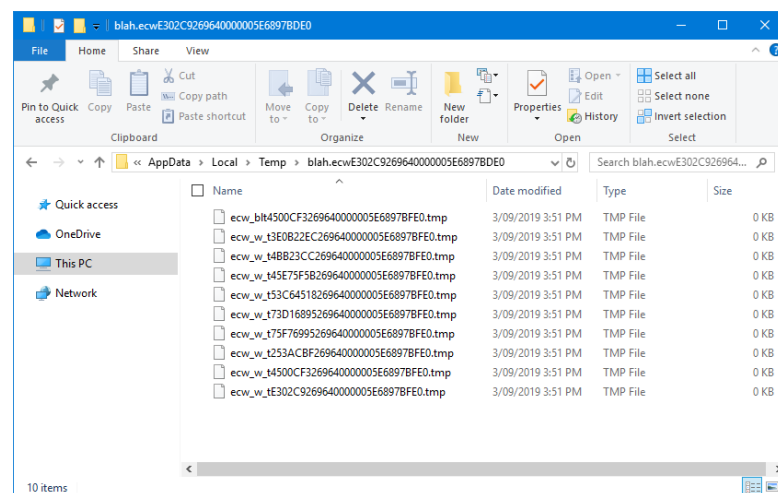 blah.ecwE302C9269640000005E6897BDE0
File Home Share View
Pin to Quick access
Copy
Paste
Cut
Copy path
Paste shortcut
Move to
Copy to
Delete
Rename
New folder
Properties
Open
Edit
History
Select all
Select none
Invert selection
Clipboard Organize New Open Select
« AppData > Local > Temp > blah.ecwE302C9269640000005E6897BDE0
Search blah.ecwE302C926964...
Quick access
OneDrive
This PC
Network
Name Date modified Type Size
ecw_blt4500CF3269640000005E6897BFE0.tmp 3/09/2019 3:51 PM TMP File 0 KB
ecw_w_t3E0B22EC269640000005E6897BFE0.tmp 3/09/2019 3:51 PM TMP File 0 KB
ecw_w_t4BB23CC269640000005E6897BFE0.tmp 3/09/2019 3:51 PM TMP File 0 KB
ecw_w_t45E75F5B269640000005E6897BFE0.tmp 3/09/2019 3:51 PM TMP File 0 KB
ecw_w_t53C64518269640000005E6897BFE0.tmp 3/09/2019 3:51 PM TMP File 0 KB
ecw_w_t73D16895269640000005E6897BFE0.tmp 3/09/2019 3:51 PM TMP File 0 KB
ecw_w_t75F76995269640000005E6897BFE0.tmp 3/09/2019 3:51 PM TMP File 0 KB
ecw_w_t253ACBF269640000005E6897BFE0.tmp 3/09/2019 3:51 PM TMP File 0 KB
ecw_w_t4500CF3269640000005E6897BFE0.tmp 3/09/2019 3:51 PM TMP File 0 KB
ecw_w_tE302C9269640000005E6897BFE0.tmp 3/09/2019 3:51 PM TMP File 0 KB
10 items